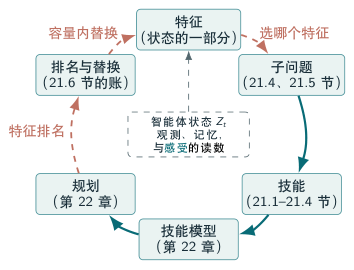 特征
(状态的一部分)
选哪个特征
子问题
(21.4、21.5 节)
技能
(21.1–21.4 节)
技能模型
(第 22 章)
规划
(第 22 章)
特征排名
排名与替换
(21.6 节的账)
容量内替换
智能体状态 Zt
观测、记忆、
与感受的读数